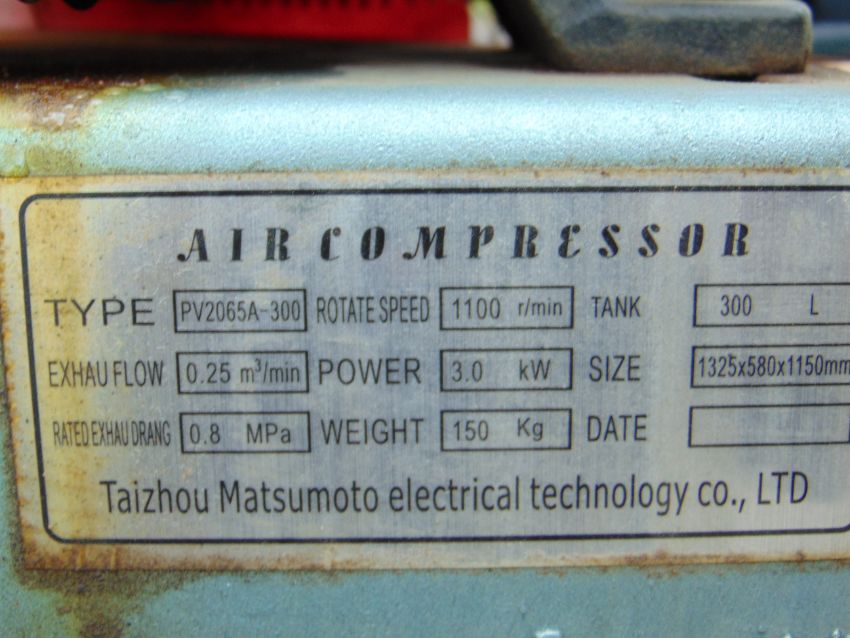 AIR COMPRESSOR
TYPE PV2065A-300 ROTATE SPEED 1100 r/min TANK 300 L
EXHAU FLOW 0.25 m³/min POWER 3.0 kW SIZE 1325x580x1150mm
RATED EXHAU DRANG 0.8 MPa WEIGHT 150 Kg DATE
Taizhou Matsumoto electrical technology co., LTD